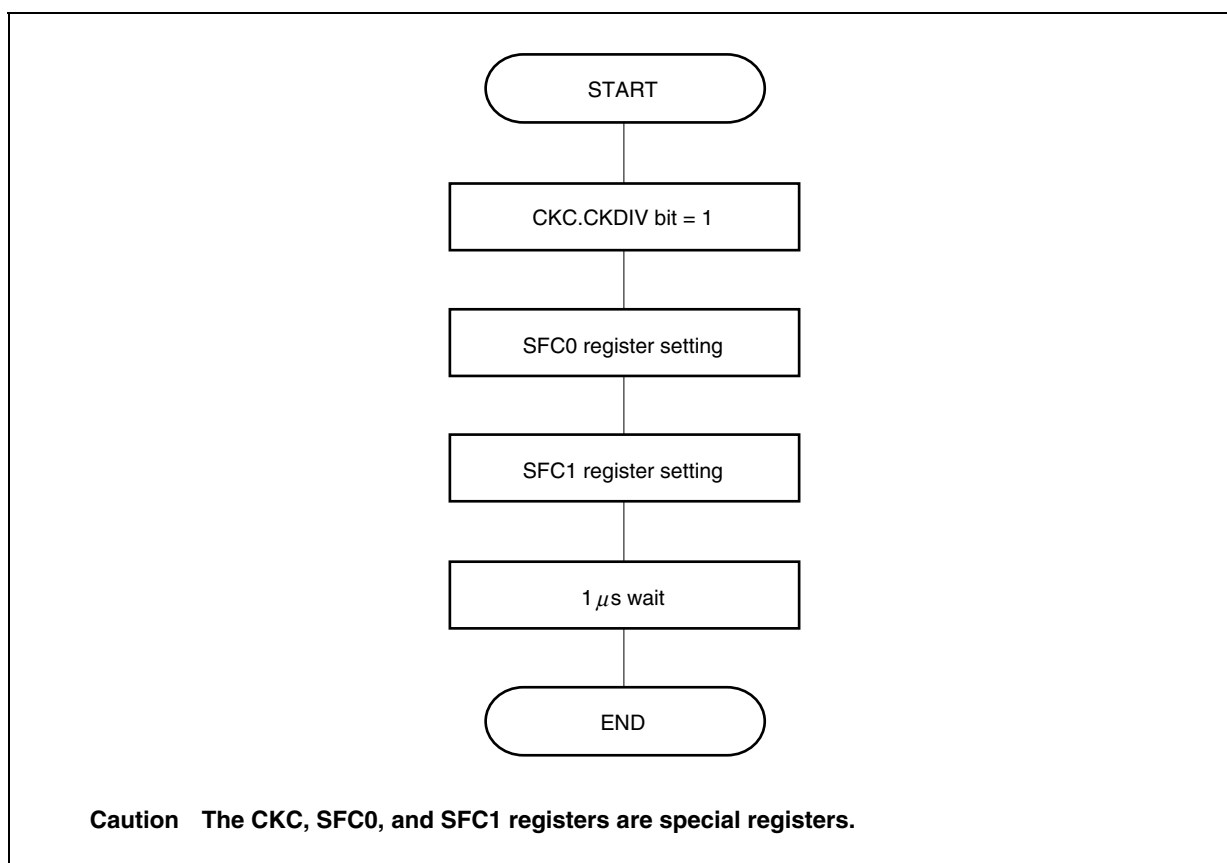 START
CKC.CKDIV bit = 1
SFC0 register setting
SFC1 register setting
1 μs wait
END
Caution The CKC, SFC0, and SFC1 registers are special registers.